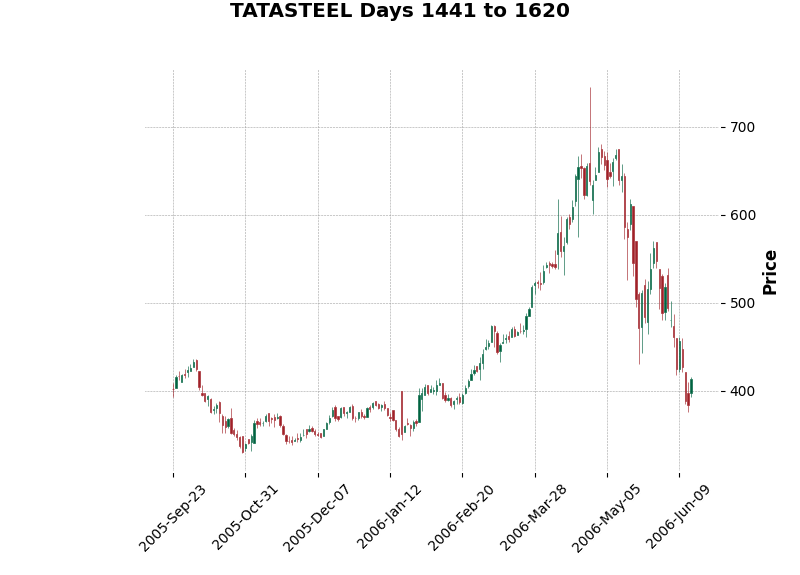 TATASTEEL Days 1441 to 1620
700
600
500
400
Price
2005-Sep-23
2005-Oct-31
2005-Dec-07
2006-Jan-12
2006-Feb-20
2006-Mar-28
2006-May-05
2006-Jun-09